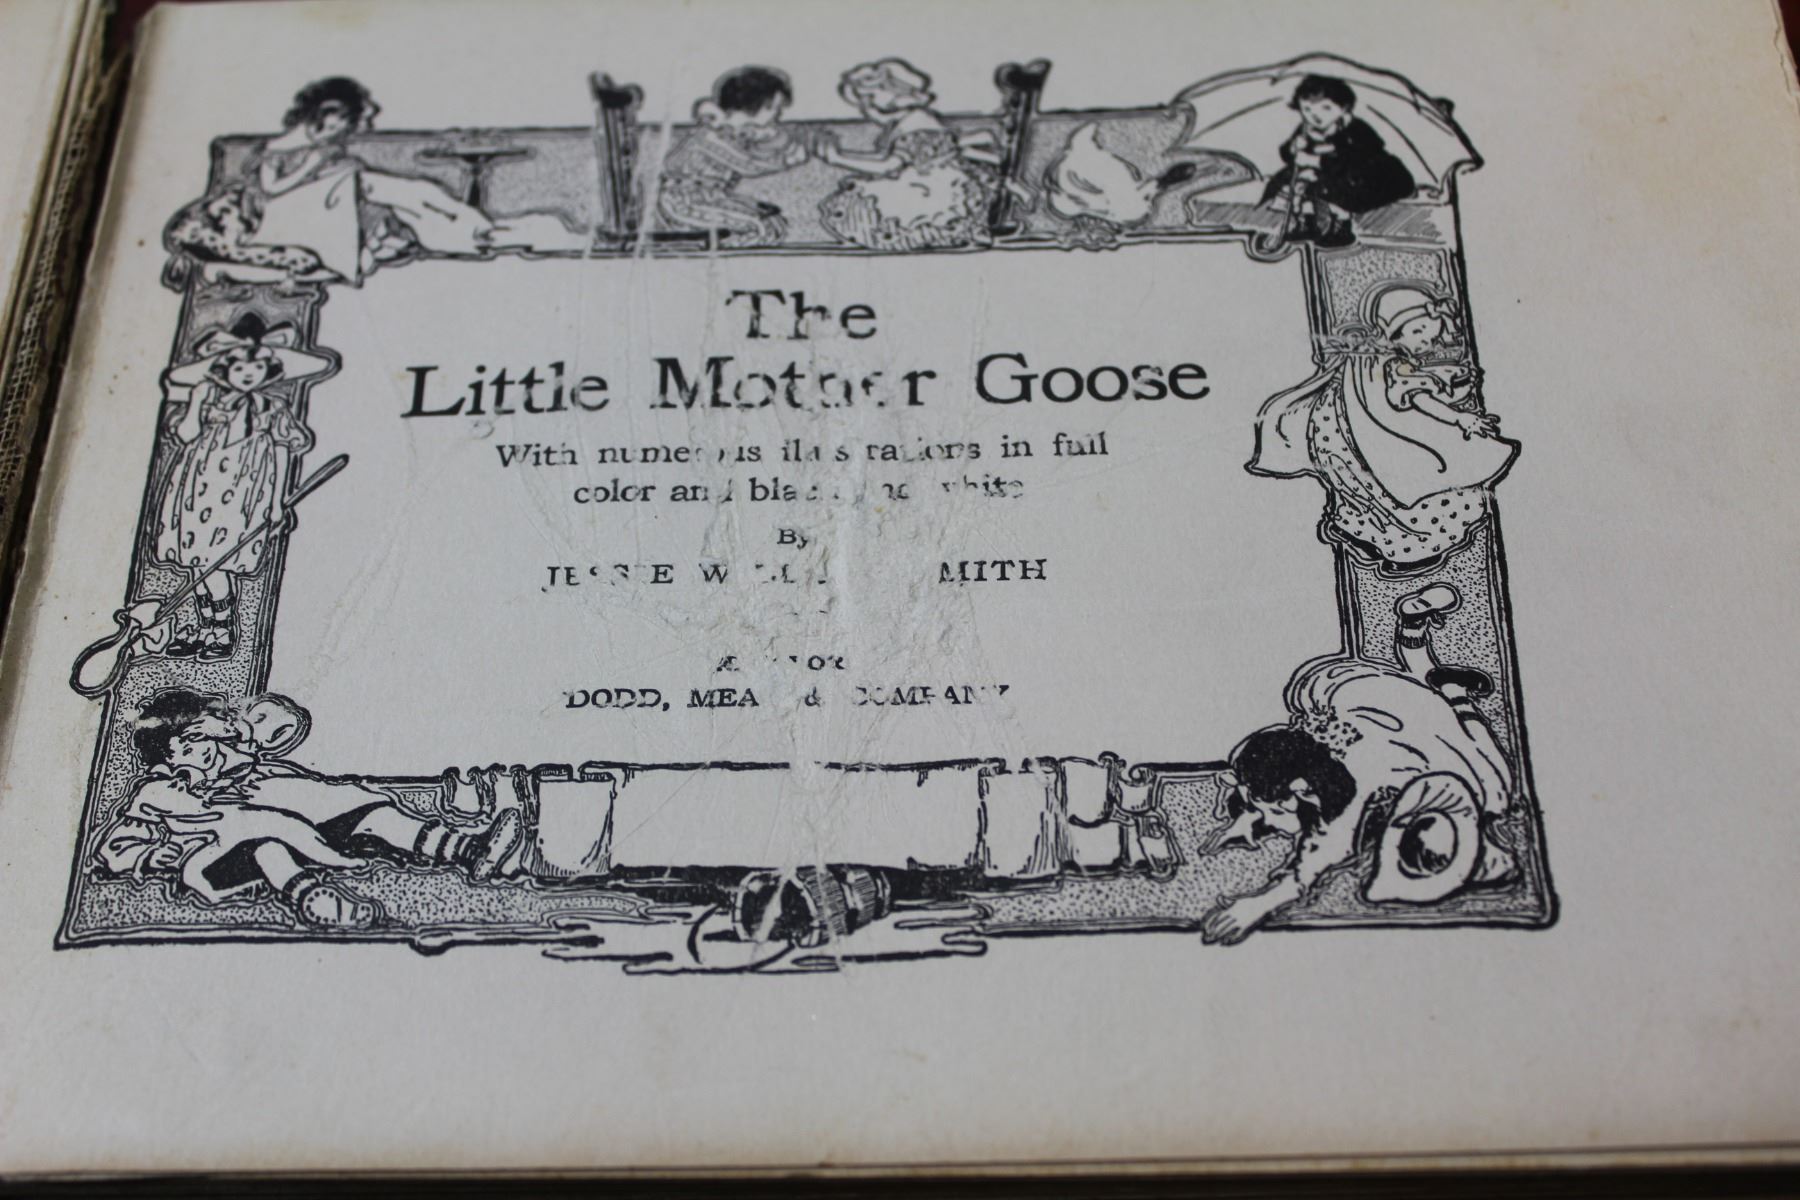 The
Little Mother Goose
With numerous illustrations in full
color and black and white
By
JESSIE WILLCOX SMITH
DODD, MEAD & COMPANY